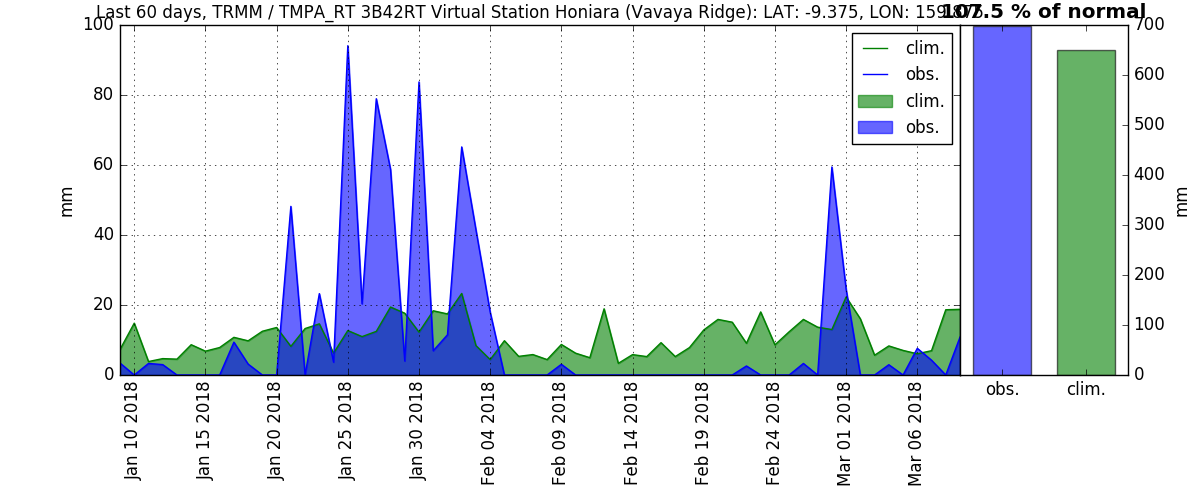 Last 60 days, TRMM / TMPA_RT 3B42RT Virtual Station Honiara (Vavaya Ridge): LAT: -9.375, LON:
107.5 % of normal
100
80
60
40
20
0
mm
clim.
obs.
clim.
obs.
Jan 10 2018
Jan 15 2018
Jan 20 2018
Jan 25 2018
Jan 30 2018
Feb 04 2018
Feb 09 2018
Feb 14 2018
Feb 19 2018
Feb 24 2018
Mar 01 2018
Mar 06 2018
700
600
500
400
300
200
100
0
mm
obs.
clim.